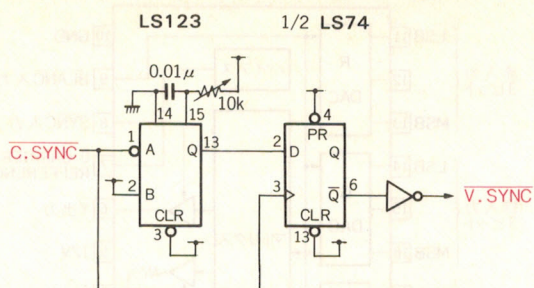 LS123
1/2 LS74
0.01μ
10k
14
15
4
PR
C.SYNC
1
A
Q
13
2
D
Q
2
B
3
Q
6
V.SYNC
CLR
3
CLR
13